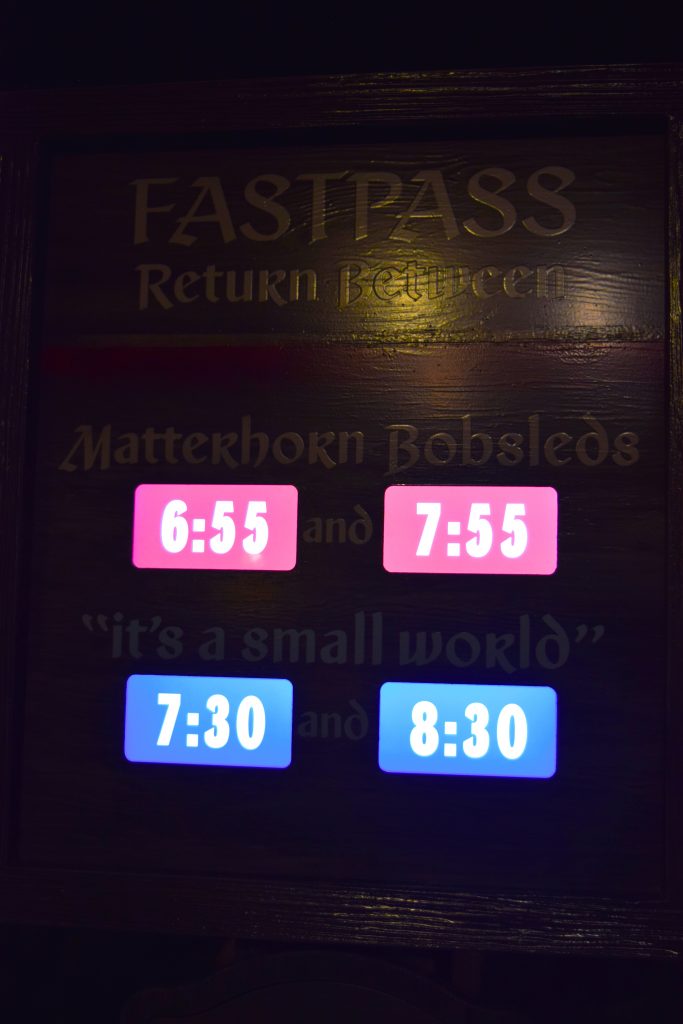 FASTPASS
Return Between
Matterhorn Bobsleds
6:55 and 7:55
“it's a small world”
7:30 and 8:30